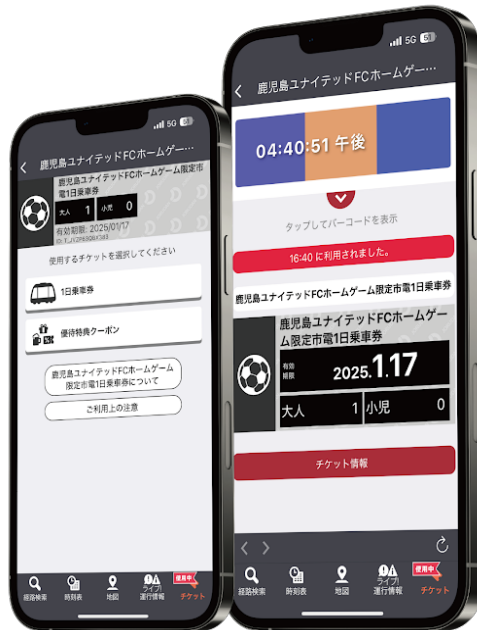 5G 51
鹿児島ユナイテッドFCホームゲー…
鹿児島ユナイテッドFCホームゲーム限定市
電1日乗車券
大人 1 小児 0
有効期限: 2025/01/17
使用するチケットを選択してください
1日乗車券
優待特典クーポン
鹿児島ユナイテッドFCホームゲーム
限定市電1日乗車券について
ご利用上の注意
経路検索 時刻表 地図 ライブ!
運行情報 使用中
チケット
5G 51
鹿児島ユナイテッドFCホームゲー…
04:40:51 午後
タップしてバーコードを表示
16:40 に利用されました。
鹿児島ユナイテッドFCホームゲーム限定市電1日乗車券
鹿児島ユナイテッドFCホームゲー
ム限定市電1日乗車券
有効
期限 2025.1.17
大人 1 小児 0
チケット情報
経路検索 時刻表 地図 ライブ!
運行情報 使用中
チケット